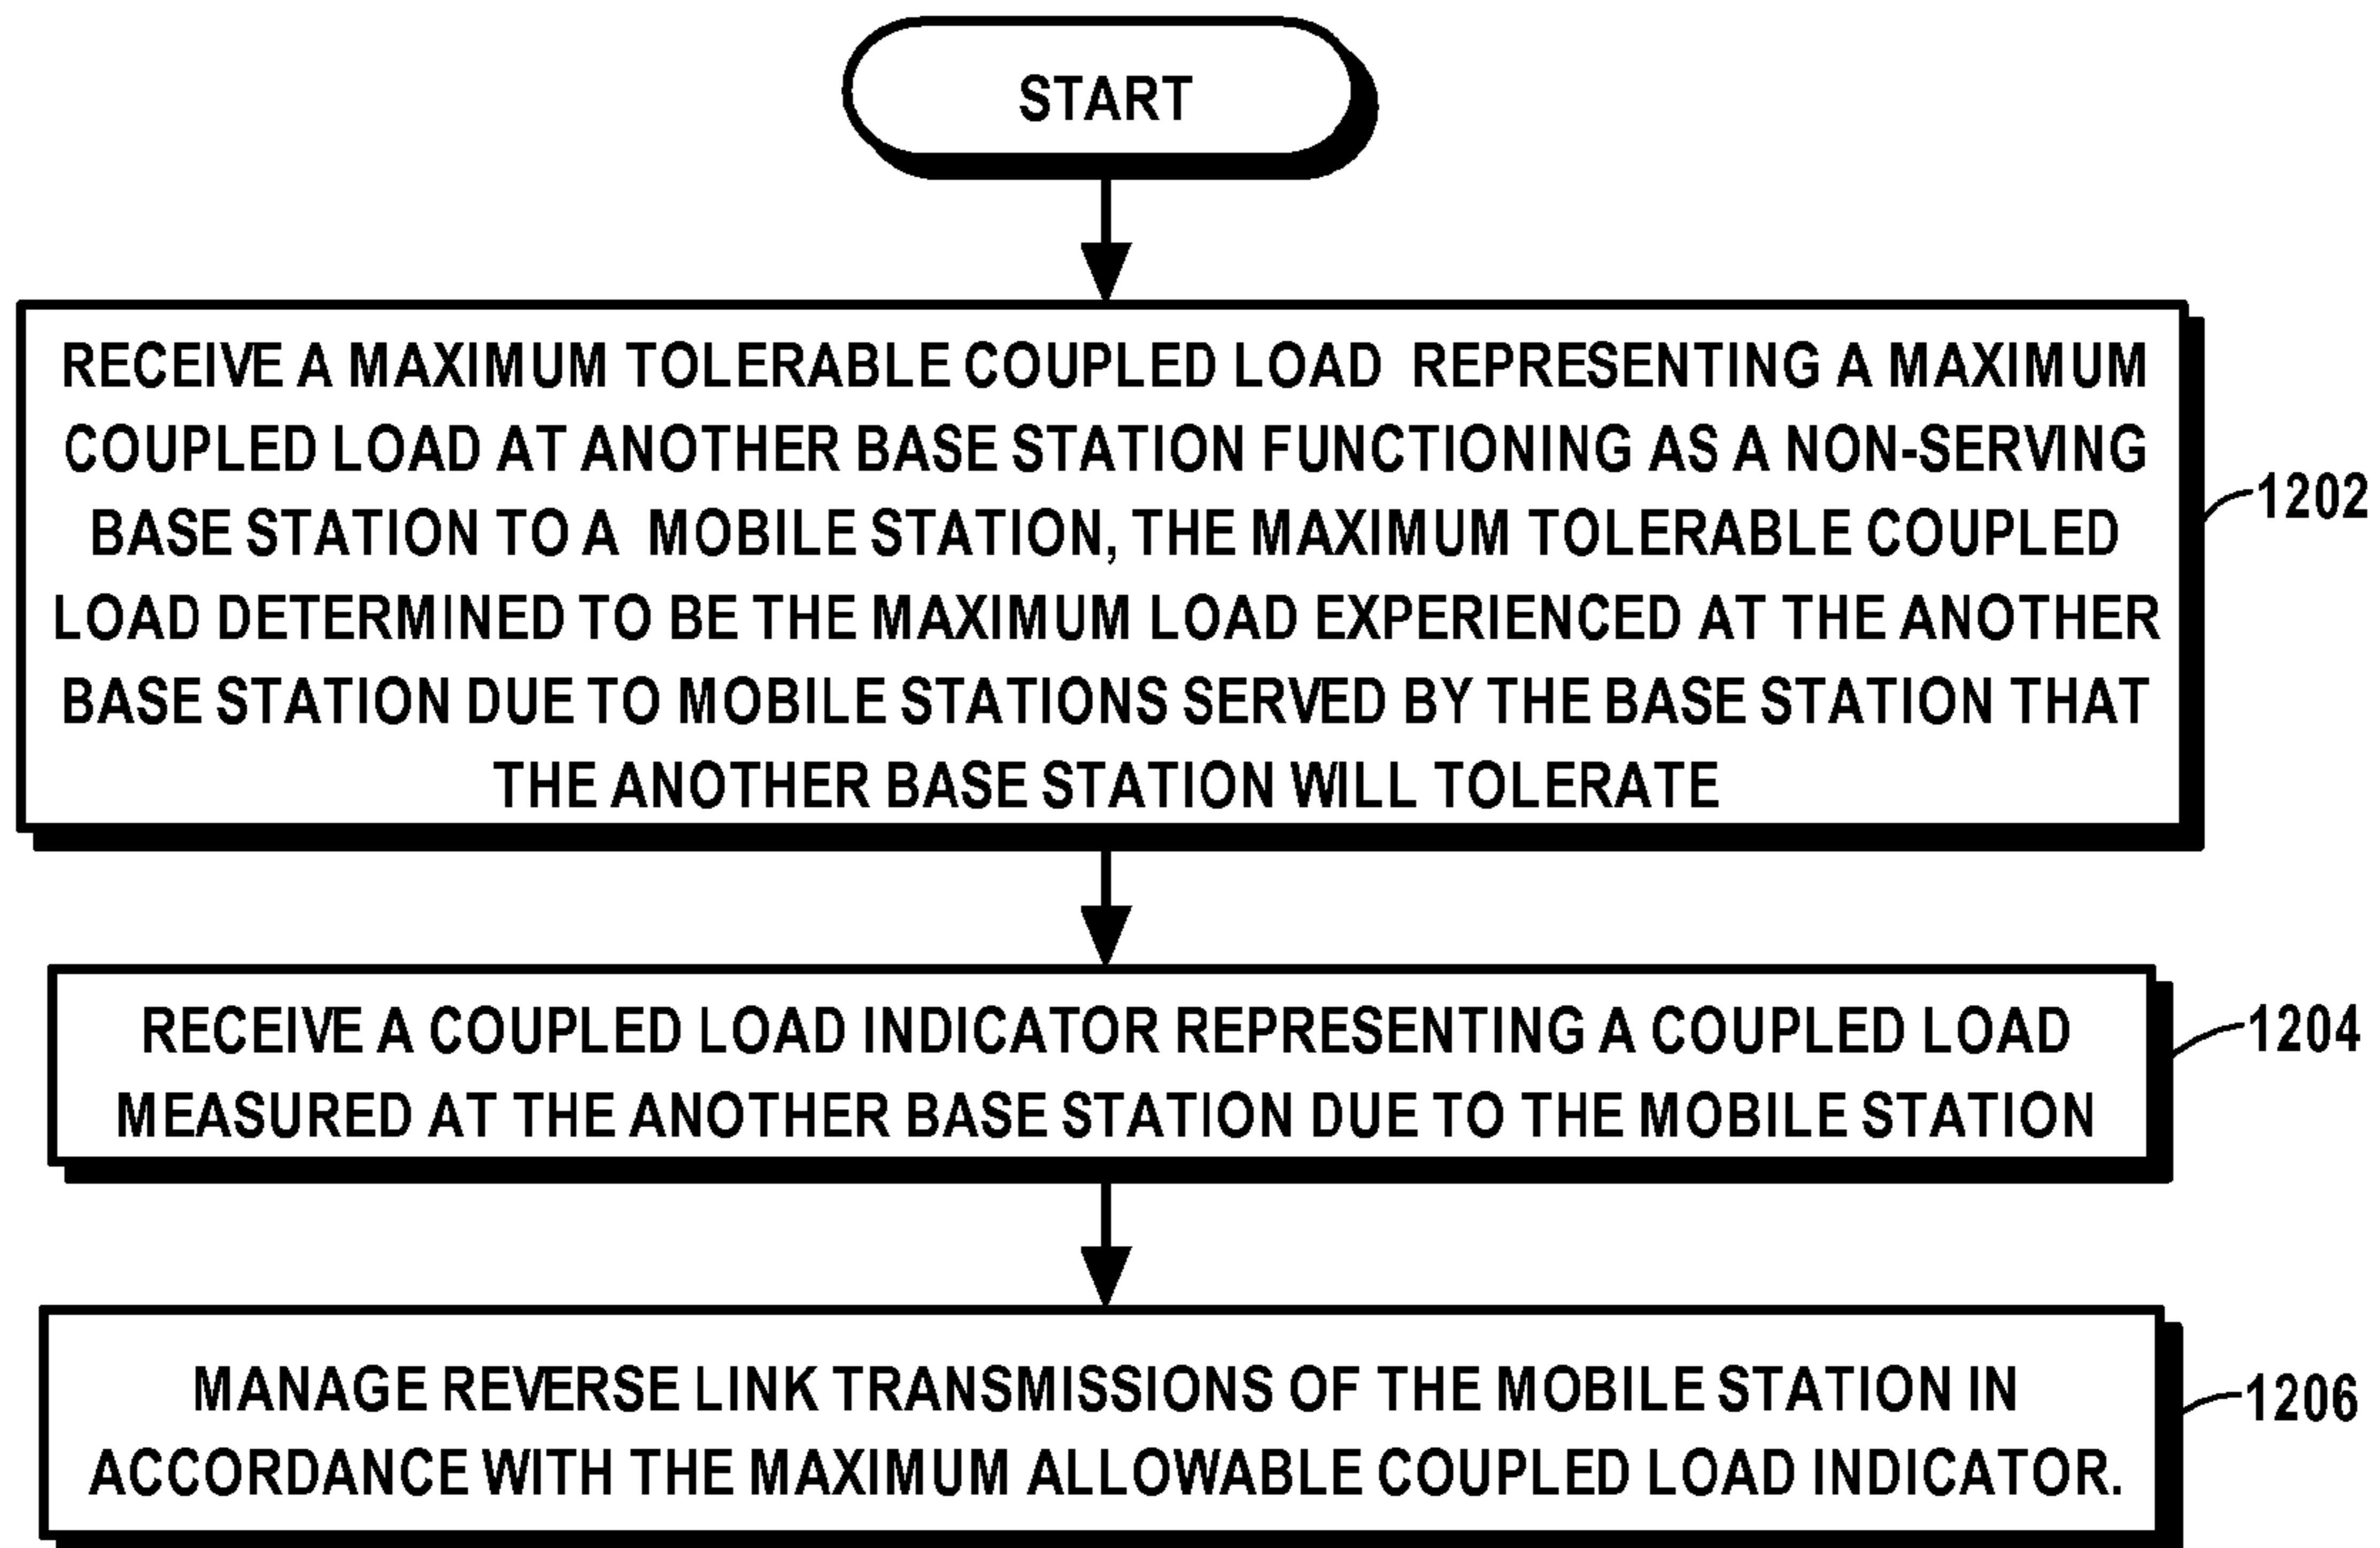 START
RECEIVE A MAXIMUM TOLERABLE COUPLED LOAD REPRESENTING A MAXIMUM
COUPLED LOAD AT ANOTHER BASE STATION FUNCTIONING AS A NON-SERVING
BASE STATION TO A MOBILE STATION, THE MAXIMUM TOLERABLE COUPLED
LOAD DETERMINED TO BE THE MAXIMUM LOAD EXPERIENCED AT THE ANOTHER
BASE STATION DUE TO MOBILE STATIONS SERVED BY THE BASE STATION THAT
THE ANOTHER BASE STATION WILL TOLERATE
1202
RECEIVE A COUPLED LOAD INDICATOR REPRESENTING A COUPLED LOAD
MEASURED AT THE ANOTHER BASE STATION DUE TO THE MOBILE STATION
1204
MANAGE REVERSE LINK TRANSMISSIONS OF THE MOBILE STATION IN
ACCORDANCE WITH THE MAXIMUM ALLOWABLE COUPLED LOAD INDICATOR.
1206